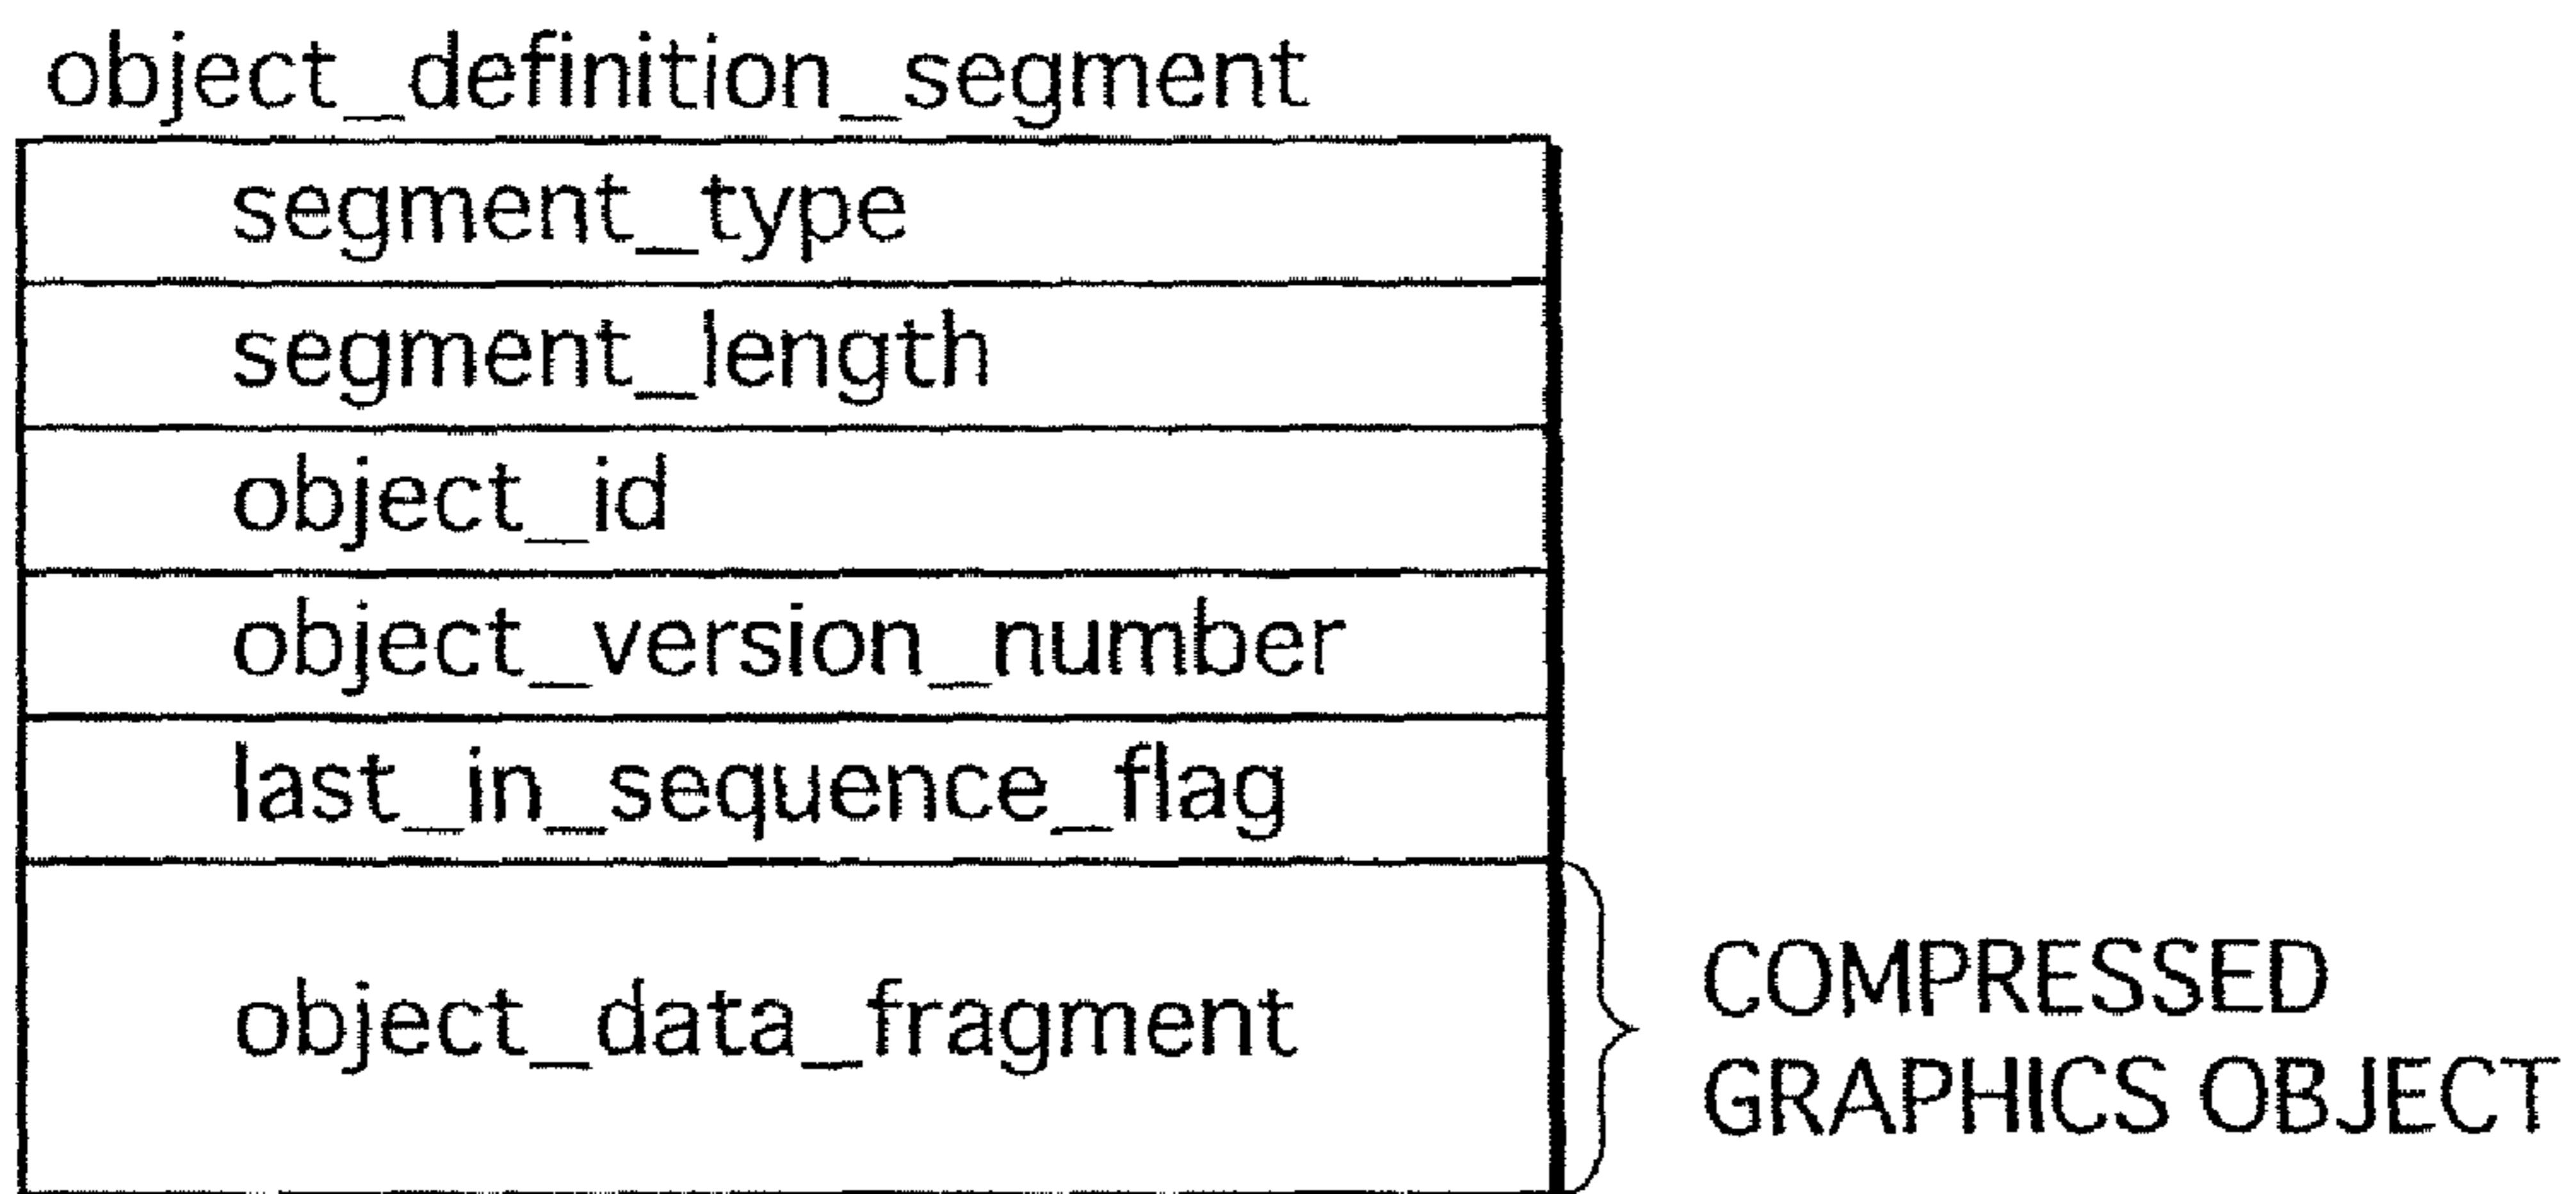 object_definition_segment
segment_type
segment_length
object_id
object_version_number
last_in_sequence_flag
object_data_fragment
COMPRESSED
GRAPHICS OBJECT